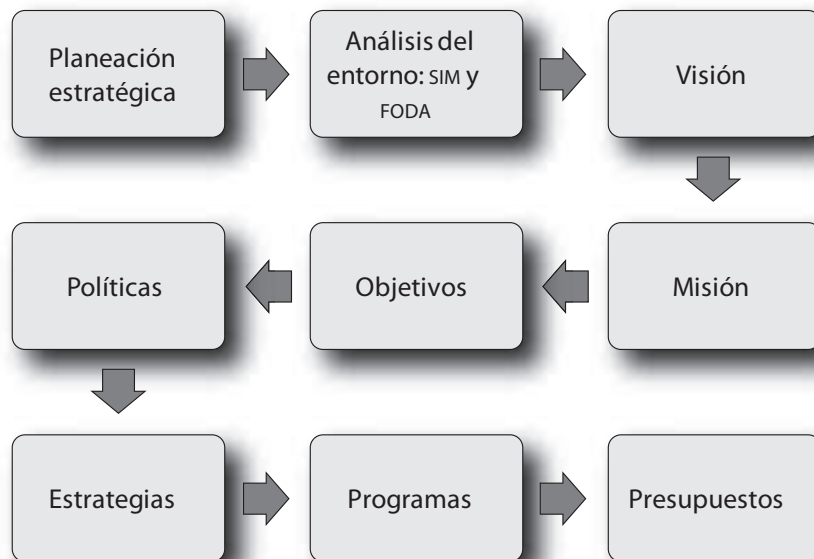 Planeación
estratégica
Análisis del
entorno: SIM y
FODA
Visión
Misión
Objetivos
Políticas
Estrategias
Programas
Presupuestos